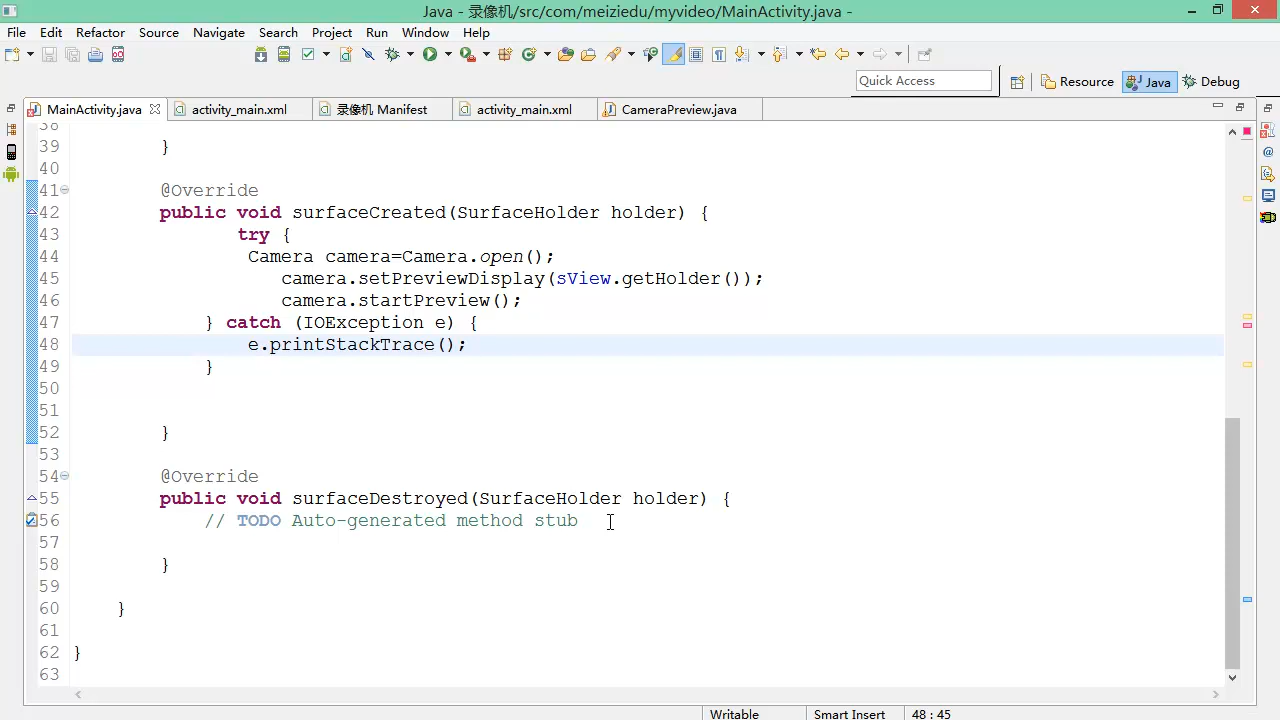 Java - 录像机/src/com/meiziedu/myvideo/MainActivity.java -
File Edit Refactor Source Navigate Search Project Run Window Help
Quick Access
Resource Java Debug
MainActivity.java activity_main.xml 录像机 Manifest activity_main.xml CameraPreview.java
38
39 }
40
41 @Override
42 public void surfaceCreated(SurfaceHolder holder) {
43 try {
44 Camera camera=Camera.open();
45 camera.setPreviewDisplay(sView.getHolder());
46 camera.startPreview();
47 } catch (IOException e) {
48 e.printStackTrace();
49 }
50
51
52 }
53
54 @Override
55 public void surfaceDestroyed(SurfaceHolder holder) {
56 // TODO Auto-generated method stub
57
58 }
59
60 }
61
62 }
63
Writable Smart Insert 48 : 45